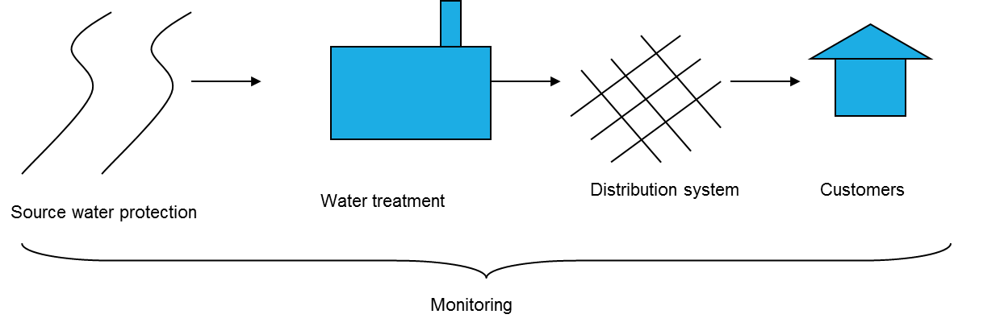 Source water protection
Water treatment
Distribution system
Customers
Monitoring